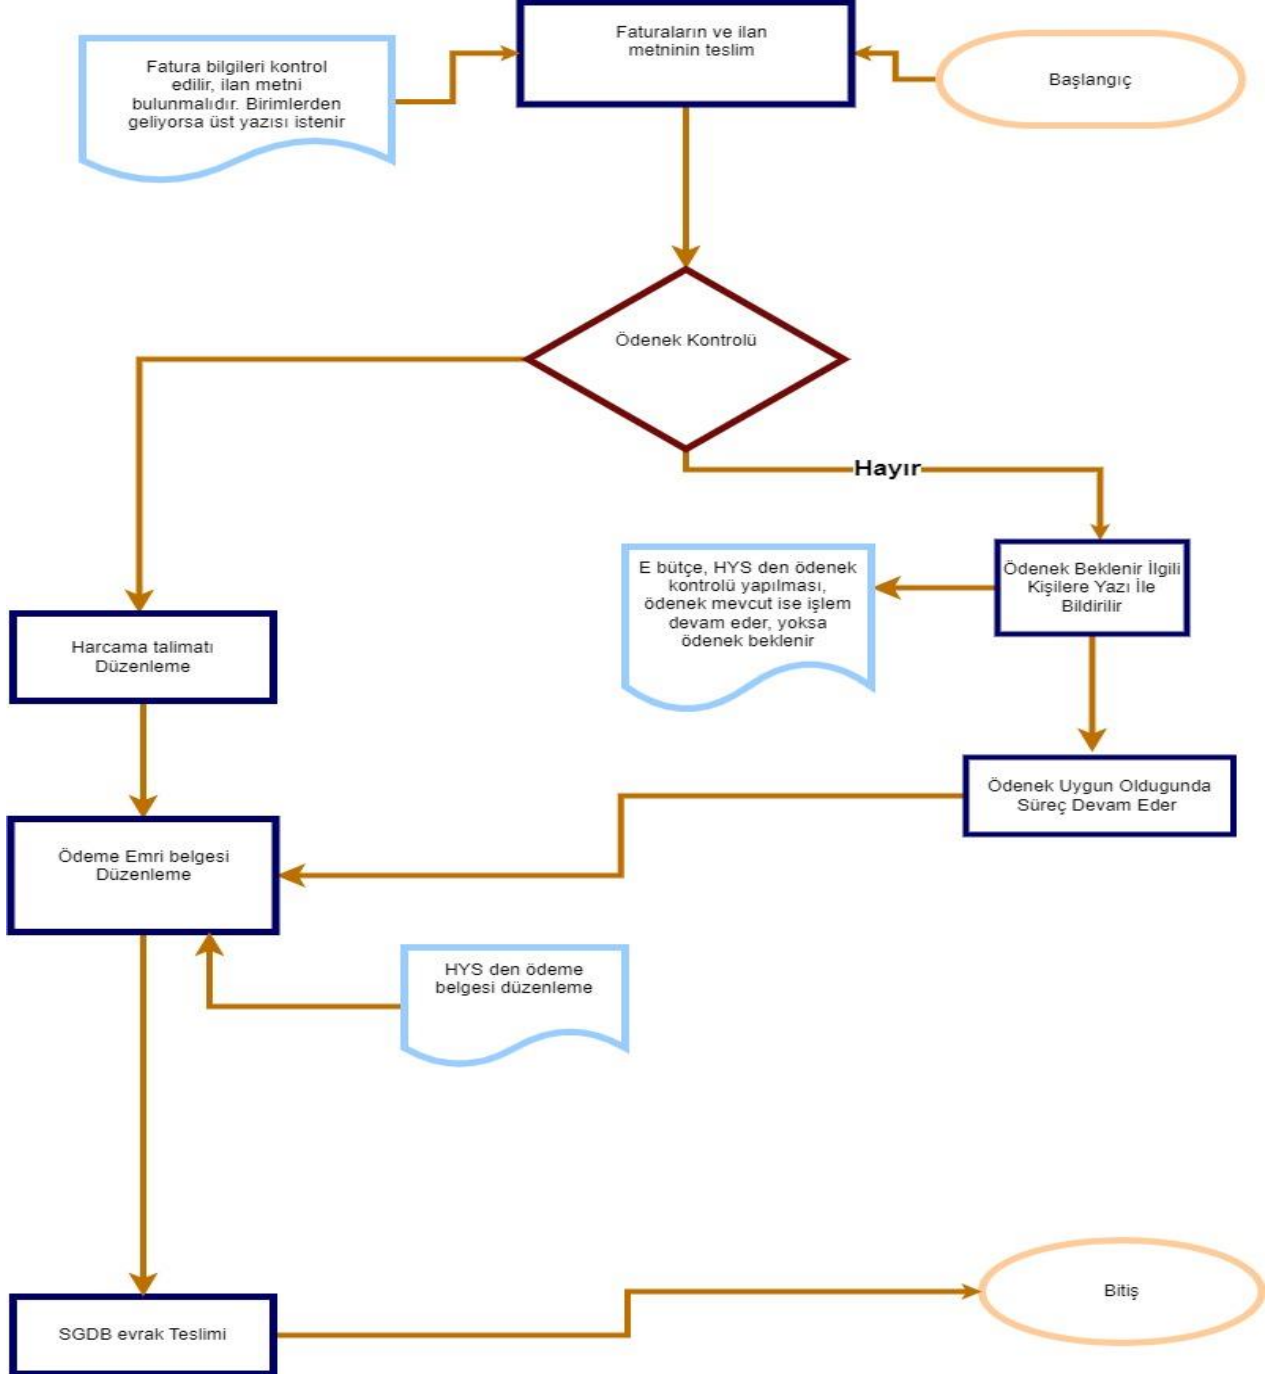 Faturaların ve ilan
metninin teslim
Fatura bilgileri kontrol
edilir, ilan metni
bulunmalıdır. Birimlerden
geliyorsa üst yazısı istenir
Başlangıç
Ödenek Kontrolü
Hayır
E bütçe, HYS den ödenek
kontrolü yapılması,
ödenek mevcut ise işlem
devam eder, yoksa
ödenek beklenir
Ödenek Beklenir İlgili
Kişilere Yazı İle
Bildirilir
Harcama talimatı
Düzenleme
Ödenek Uygun Oldugunda
Süreç Devam Eder
Ödeme Emri belgesi
Düzenleme
HYS den ödeme
belgesi düzenleme
Bitiş
SGDB evrak Teslimi